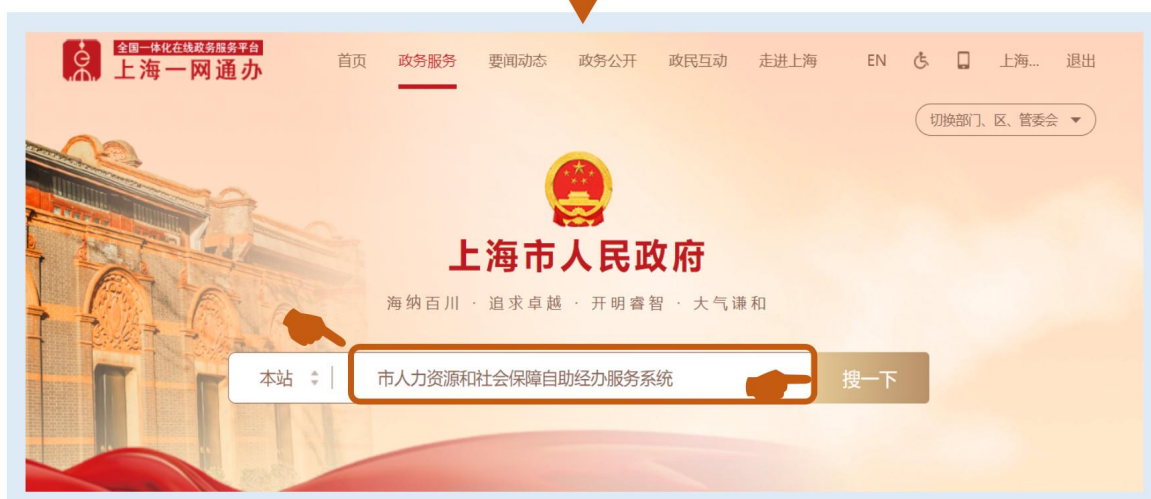 全国一体化在线政务服务平台
上海一网通办
首页 政务服务 要闻动态 政务公开 政民互动 走进上海 EN 上海... 退出
切换部门、区、管委会
上海市人民政府
海纳百川 · 追求卓越 · 开明睿智 · 大气谦和
本站 市人力资源和社会保障自助经办服务系统 搜一下